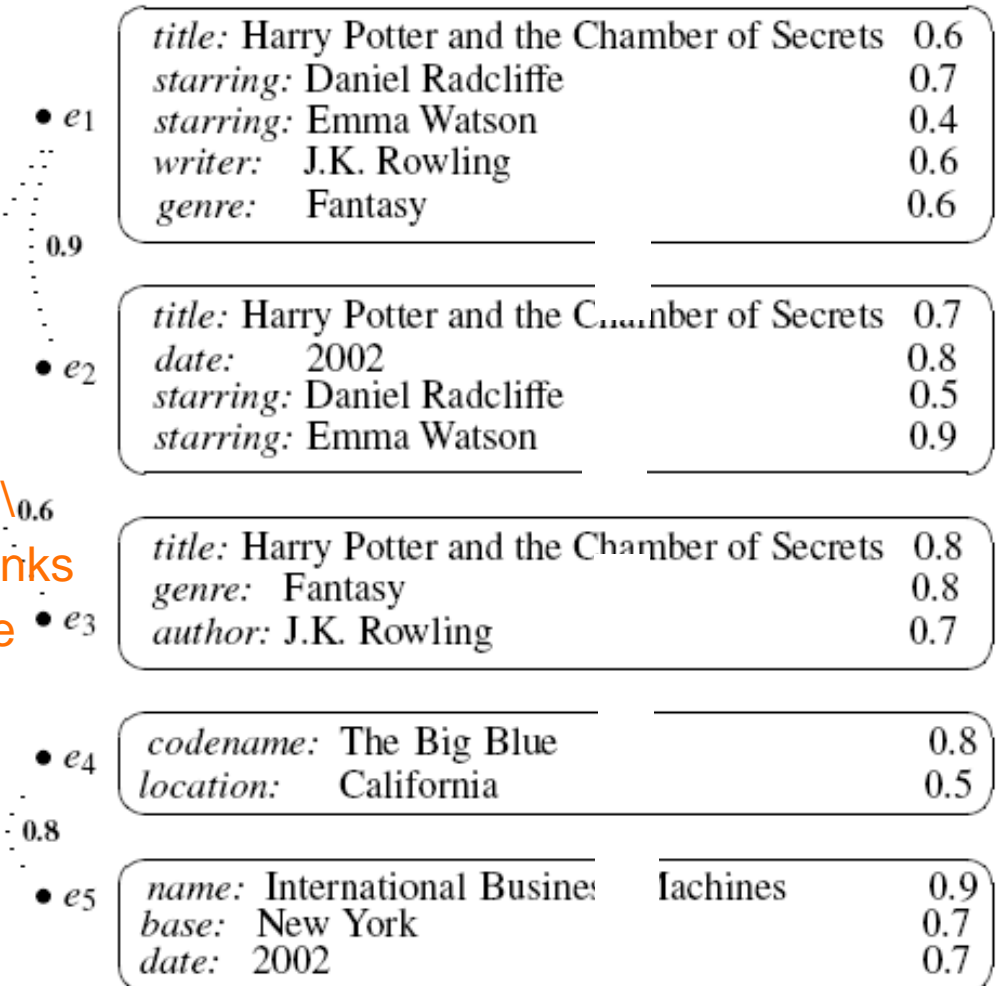 title: Harry Potter and the Chamber of Secrets 0.6
starring: Daniel Radcliffe 0.7
• e1 starring: Emma Watson 0.4
writer: J.K. Rowling 0.6
genre: Fantasy 0.6
0.9
title: Harry Potter and the Chamber of Secrets 0.7
• e2 date: 2002 0.8
starring: Daniel Radcliffe 0.5
starring: Emma Watson 0.9
\0.6
title: Harry Potter and the Chamber of Secrets 0.8
nks genre: Fantasy 0.8
e • e3 author: J.K. Rowling 0.7
• e4 codename: The Big Blue 0.8
location: California 0.5
0.8
• e5 name: International Busines achines 0.9
base: New York 0.7
date: 2002 0.7